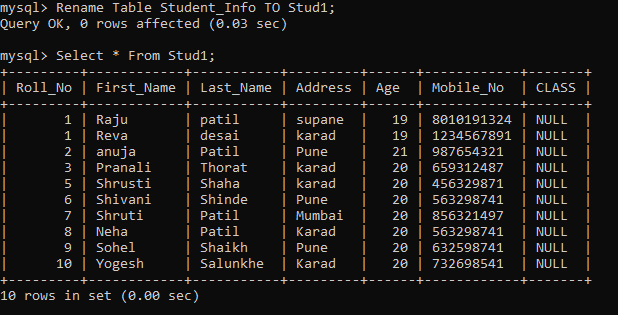 mysql> Rename Table Student_Info TO Stud1;
Query OK, 0 rows affected (0.03 sec)
mysql> Select * From Stud1;
+---------+------------+-----------+---------+------+------------+-------+
| Roll_No | First_Name | Last_Name | Address | Age  | Mobile_No  | CLASS |
+---------+------------+-----------+---------+------+------------+-------+
|       1 | Raju       | patil     | supane  |   19 | 8010191324 | NULL  |
|       1 | Reva       | desai     | karad   |   19 | 1234567891 | NULL  |
|       2 | anuja      | Patil     | Pune    |   21 | 987654321  | NULL  |
|       3 | Pranali    | Thorat    | karad   |   20 | 659312487  | NULL  |
|       5 | Shrusti    | Shaha     | karad   |   20 | 456329871  | NULL  |
|       6 | Shivani    | Shinde    | Pune    |   20 | 563298741  | NULL  |
|       7 | Shruti     | Patil     | Mumbai  |   20 | 856321497  | NULL  |
|       8 | Neha       | Patil     | Karad   |   20 | 563298741  | NULL  |
|       9 | Sohel      | Shaikh    | Pune    |   20 | 632598741  | NULL  |
|      10 | Yogesh     | Salunkhe  | Karad   |   20 | 732698541  | NULL  |
+---------+------------+-----------+---------+------+------------+-------+
10 rows in set (0.00 sec)